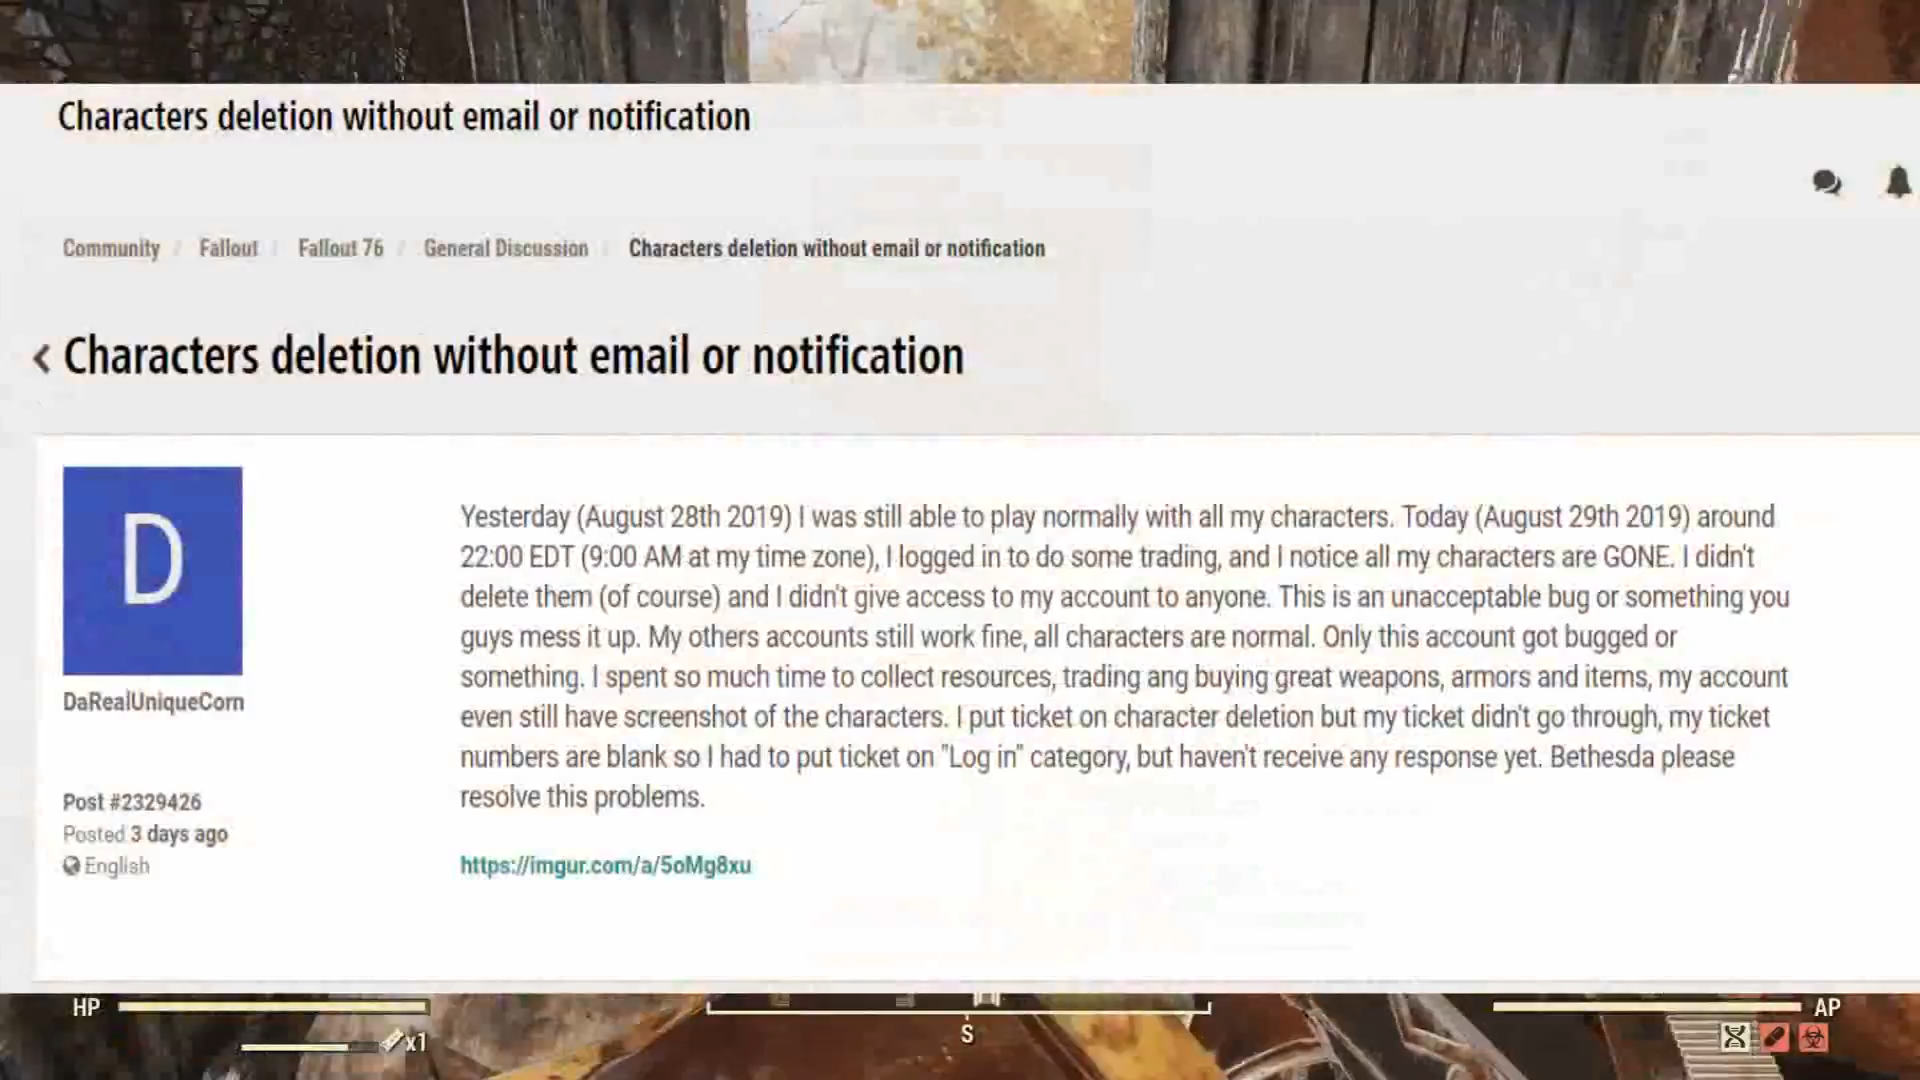 Characters deletion without email or notification
Community / Fallout / Fallout 76 / General Discussion / Characters deletion without email or notification
< Characters deletion without email or notification
D
DaRealUniqueCorn
Post #2329426
Posted 3 days ago
English
Yesterday (August 28th 2019) I was still able to play normally with all my characters. Today (August 29th 2019) around
22:00 EDT (9:00 AM at my time zone), I logged in to do some trading, and I notice all my characters are GONE. I didn't
delete them (of course) and I didn't give access to my account to anyone. This is an unacceptable bug or something you
guys mess it up. My others accounts still work fine, all characters are normal. Only this account got bugged or
something. I spent so much time to collect resources, trading ang buying great weapons, armors and items, my account
even still have screenshot of the characters. I put ticket on character deletion but my ticket didn't go through, my ticket
numbers are blank so I had to put ticket on "Log in" category, but haven't receive any response yet. Bethesda please
resolve this problems.
https://imgur.com/a/5oMg8xu
HP
x1
S
AP